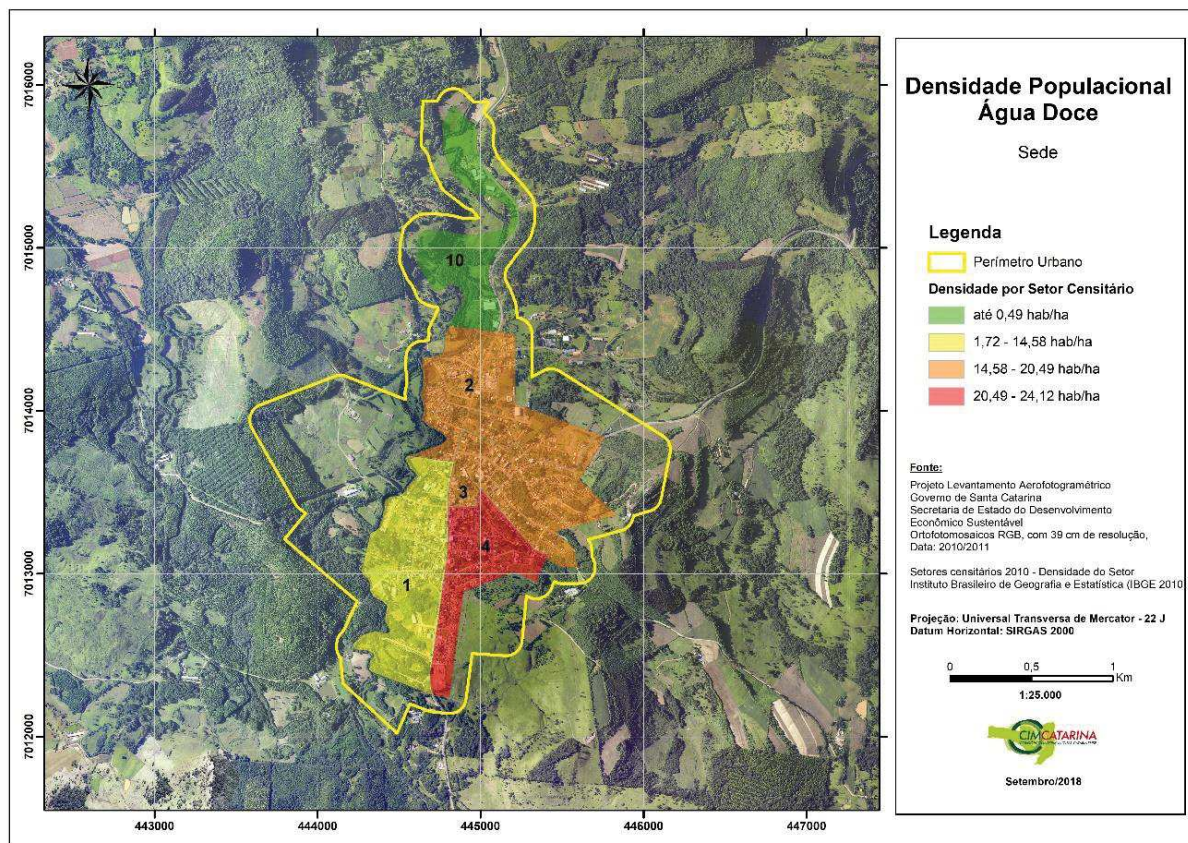 Densidade Populacional
Água Doce
Sede
Legenda
Perímetro Urbano
Densidade por Setor Censitário
até 0,49 hab/ha
1,72 - 14,58 hab/ha
14,58 - 20,49 hab/ha
20,49 - 24,12 hab/ha
Fonte:
Projeto Levantamento Aerofotogramétrico
Governo de Santa Catarina
Secretaria de Estado do Desenvolvimento
Econômico Sustentável
Ortofotomosaicos RGB, com 39 cm de resolução,
Data: 2010/2011
Setores censitários 2010 - Densidade do Setor
Instituto Brasileiro de Geografia e Estatística (IBGE 2010
Projeção: Universal Transversa de Mercator - 22 J
Datum Horizontal: SIRGAS 2000
0 0,5 1
Km
1:25.000
CIMCATARINA
Setembro/2018
7016000
7015000
7014000
7013000
7012000
443000 444000 445000 446000 447000
10
2
3
4
1